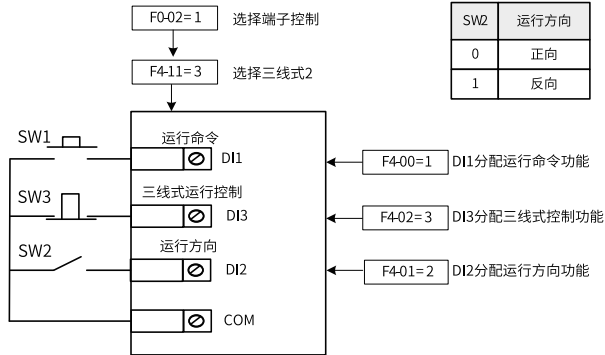 F0-02=1 选择端子控制
F4-11=3 选择三线式2
SW2 运行方向
0 正向
1 反向
SW1
运行命令
DI1
F4-00=1 DI1分配运行命令功能
SW3
三线式运行控制
DI3
F4-02=3 DI3分配三线式控制功能
SW2
运行方向
DI2
F4-01=2 DI2分配运行方向功能
COM